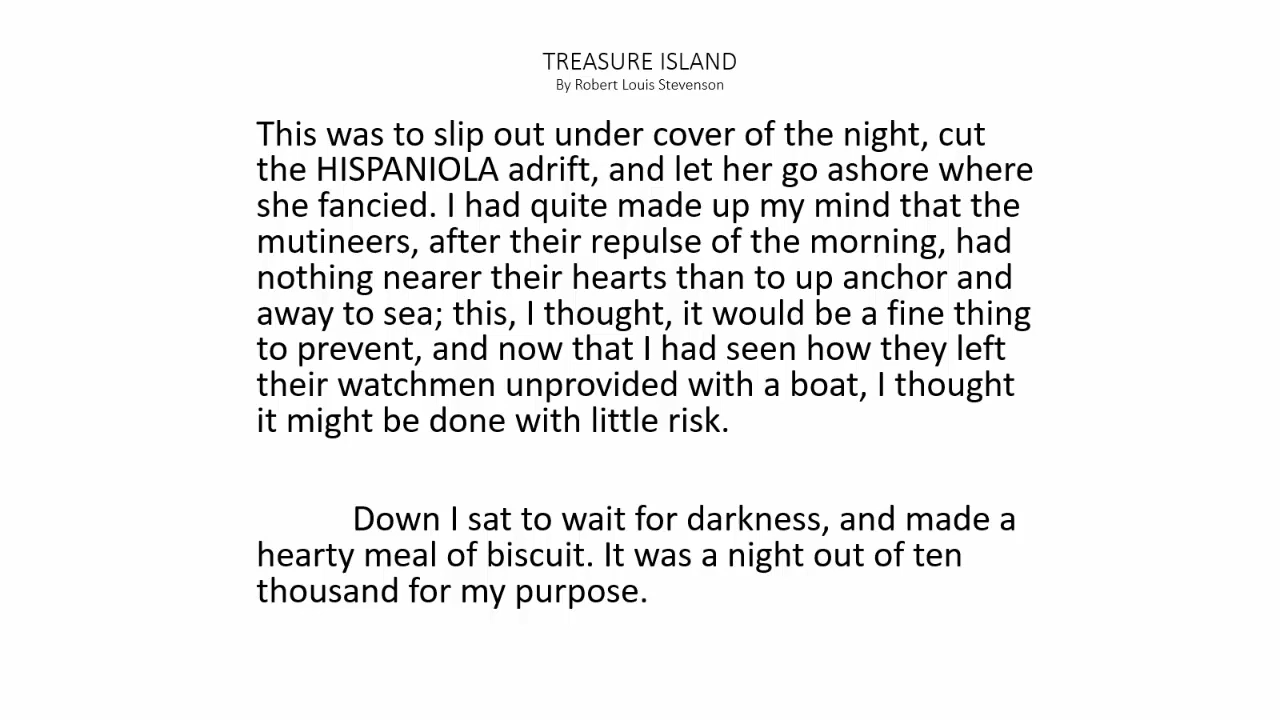 TREASURE ISLAND
By Robert Louis Stevenson
This was to slip out under cover of the night, cut
the HISPANIOLA adrift, and let her go ashore where
she fancied. I had quite made up my mind that the
mutineers, after their repulse of the morning, had
nothing nearer their hearts than to up anchor and
away to sea; this, I thought, it would be a fine thing
to prevent, and now that I had seen how they left
their watchmen unprovided with a boat, I thought
it might be done with little risk.
Down I sat to wait for darkness, and made a
hearty meal of biscuit. It was a night out of ten
thousand for my purpose.